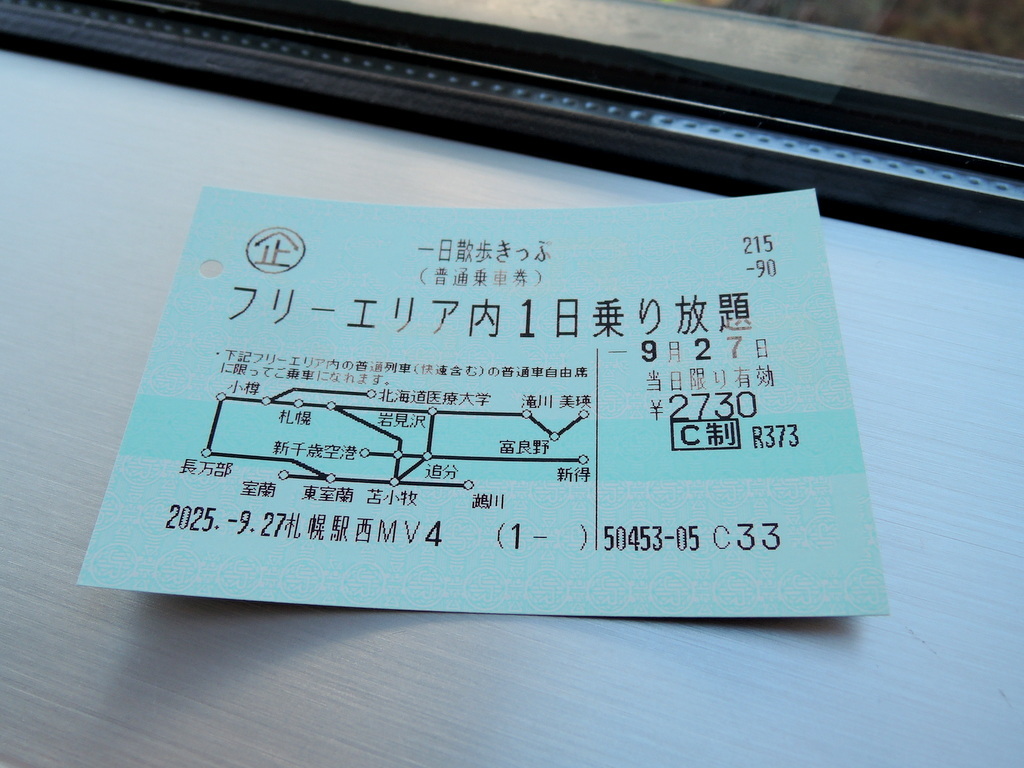 企
一日散歩きっぷ
215
(普通乗車券)
-90
フリーエリア内1日乗り放題
・下記フリーエリア内の普通列車(快速含む)の普通車自由席
に限ってご乗車になれます。
- 9月27日
当日限り有効
¥2730
C制 R373
小樽
北海道医療大学
滝川 美瑛
札幌
岩見沢
富良野
新千歳空港
長万部
追分
新得
室蘭
東室蘭
苫小牧
鵡川
2025.-9.27札幌駅西MV4 (1- ) 50453-05 C33